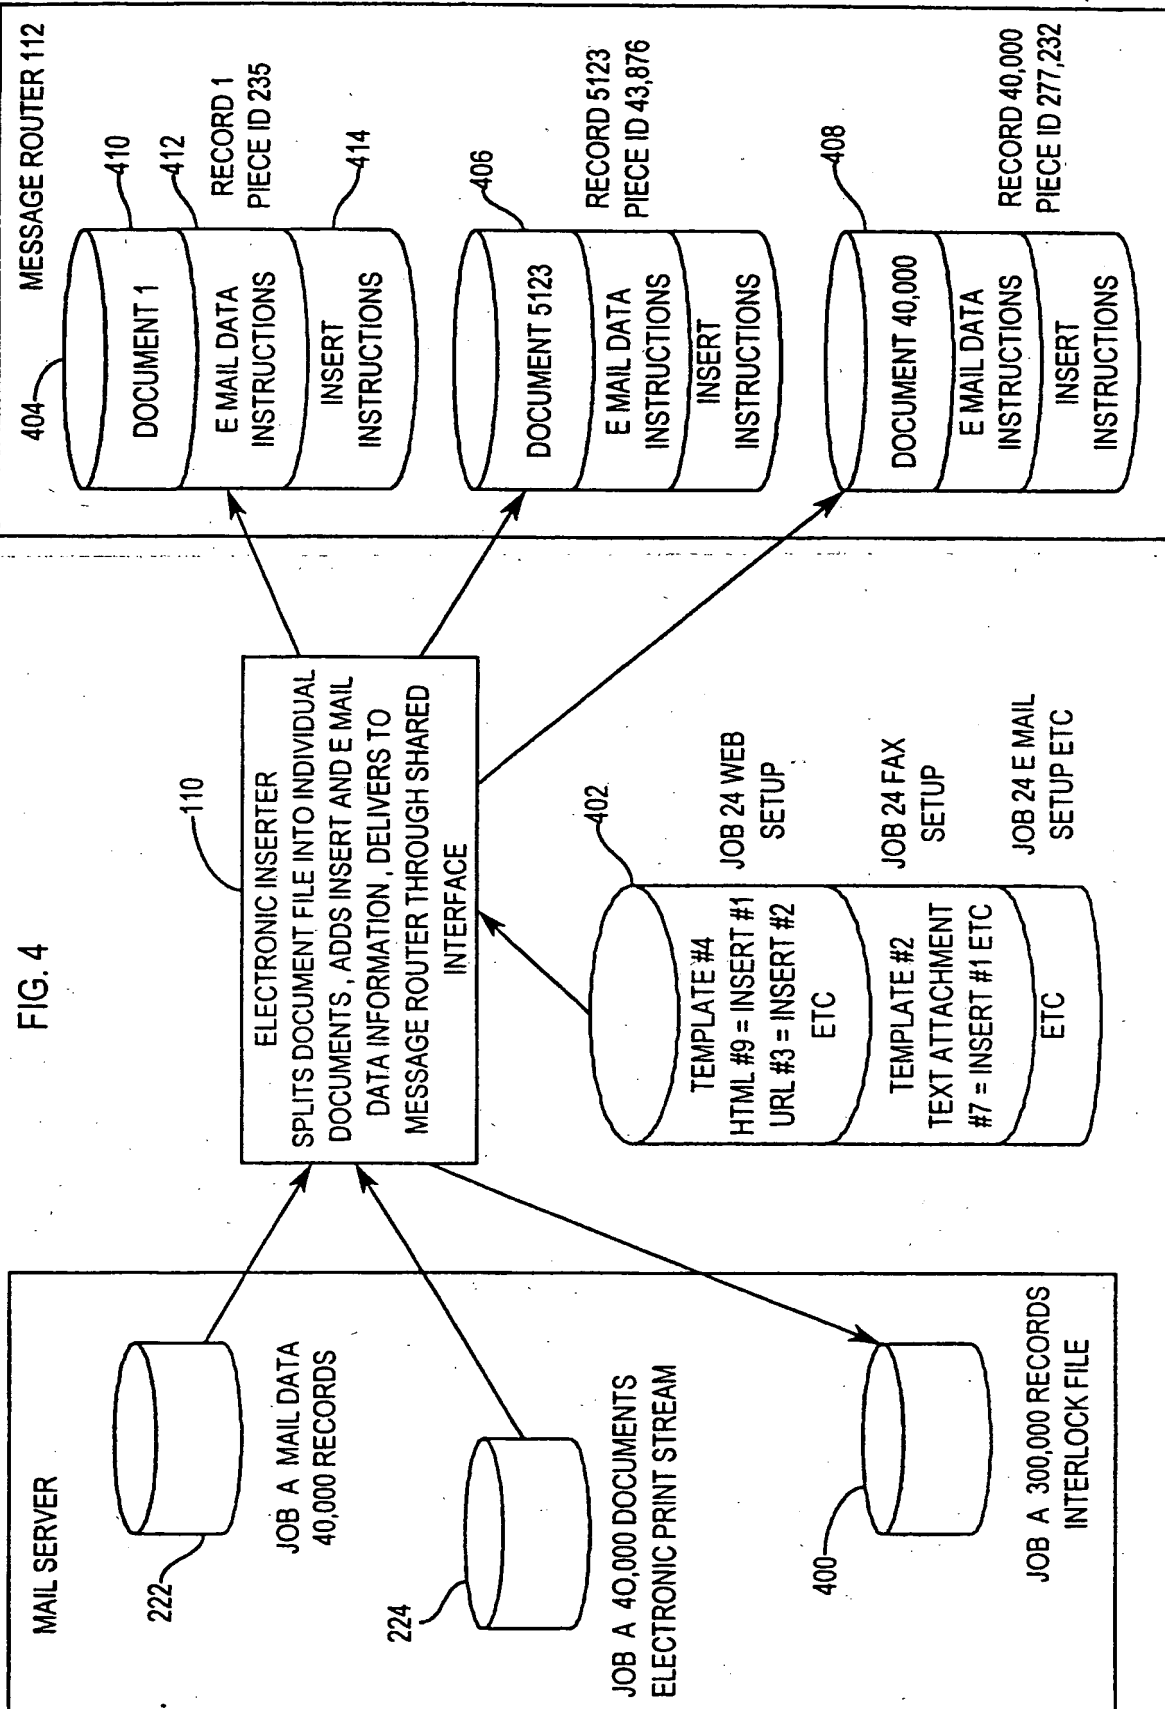 FIG. 4
MAIL SERVER
222
JOB A MAIL DATA
40,000 RECORDS
224
JOB A 40,000 DOCUMENTS
ELECTRONIC PRINT STREAM
400
JOB A 300,000 RECORDS
INTERLOCK FILE
110
ELECTRONIC INSERTER
SPLITS DOCUMENT FILE INTO INDIVIDUAL
DOCUMENTS , ADDS INSERT AND E MAIL
DATA INFORMATION , DELIVERS TO
MESSAGE ROUTER THROUGH SHARED
INTERFACE
402
TEMPLATE #4
HTML #9 = INSERT #1
URL #3 = INSERT #2
ETC
JOB 24 WEB
SETUP
TEMPLATE #2
TEXT ATTACHMENT
#7 = INSERT #1 ETC
JOB 24 FAX
SETUP
ETC
JOB 24 E MAIL
SETUP ETC
MESSAGE ROUTER 112
404
410
DOCUMENT 1
412
E MAIL DATA
INSTRUCTIONS
RECORD 1
PIECE ID 235
INSERT
INSTRUCTIONS
414
406
DOCUMENT 5123
E MAIL DATA
INSTRUCTIONS
INSERT
INSTRUCTIONS
RECORD 5123
PIECE ID 43,876
408
DOCUMENT 40,000
E MAIL DATA
INSTRUCTIONS
INSERT
INSTRUCTIONS
RECORD 40,000
PIECE ID 277,232